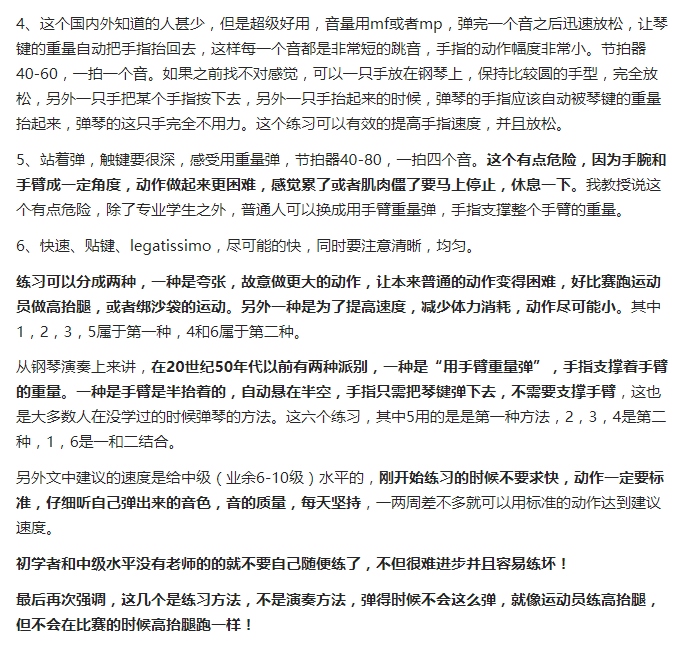 4、这个国内外知道的人甚少，但是超级好用，音量用mf或者mp，弹完一个音之后迅速放松，让琴
键的重量自动把手指抬回去，这样每一个音都是非常短的跳音，手指的动作幅度非常小。节拍器
40-60，一拍一个音。如果之前找不对感觉，可以一只手放在钢琴上，保持比较圆的手型，完全放
松，另外一只手把某个手指按下去，另外一只手抬起来的时候，弹琴的手指应该自动被琴键的重量
抬起来，弹琴的这只手完全不用力。这个练习可以有效的提高手指速度，并且放松。
5、站着弹，触键要很深，感受用重量弹，节拍器40-80，一拍四个音。这个有点危险，因为手腕和
手臂成一定角度，动作做起来更困难，感觉累了或者肌肉僵了要马上停止，休息一下。我教授说这
个有点危险，除了专业学生之外，普通人可以换成用手臂重量弹，手指支撑整个手臂的重量。
6、快速、贴键、legatissimo，尽可能的快，同时要注意清晰，均匀。
练习可以分成两种，一种是夸张，故意做更大的动作，让本来普通的动作变得困难，好比赛跑运动
员做高抬腿，或者绑沙袋的运动。另外一种是为了提高速度，减少体力消耗，动作尽可能小。其中
1，2，3，5属于第一种，4和6属于第二种。
从钢琴演奏上来讲，在20世纪50年代以前有两种派别，一种是“用手臂重量弹”，手指支撑着手臂
的重量。一种是手臂是半抬着的，自动悬在半空，手指只需把琴键弹下去，不需要支撑手臂，这也
是大多数人在没学过的时候弹琴的方法。这六个练习，其中5用的是是第一种方法，2，3，4是第二
种，1，6是一和二结合。
另外文中建议的速度是给中级（业余6-10级）水平的，刚开始练习的时候不要求快，动作一定要标
准，仔细听自己弹出来的音色，音的质量，每天坚持，一两周差不多就可以用标准的动作达到建议
速度。
初学者和中级水平没有老师的的就不要自己随便练了，不但很难进步并且容易练坏！
最后再次强调，这几个是练习方法，不是演奏方法，弹得时候不会这么弹，就像运动员练高抬腿，
但不会在比赛的时候高抬腿跑一样！